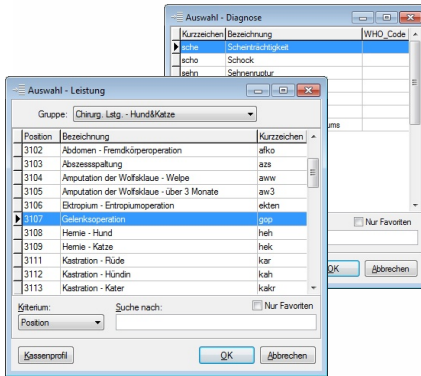 Auswahl - Diagnose
Kurzzeichen Bezeichnung WHO_Code
sche Scheinträchtigkeit
scho Schock
sehn Sehnenruptur
ums
Nur Favoriten
OK Abbrechen
Auswahl - Leistung
Gruppe: Chirurg. Lstg. - Hund&Katze
Position Bezeichnung Kurzzeichen
3102 Abdomen - Fremdkörperoperation afko
3103 Abszessspaltung azs
3104 Amputation der Wolfsklaue - Welpe aww
3105 Amputation der Wolfsklaue - über 3 Monate aw3
3106 Ektropium - Entropiumoperation ekten
3107 Gelenksoperation gop
3108 Hernie - Hund heh
3109 Hernie - Katze hek
3111 Kastration - Rüde kar
3112 Kastration - Hündin kah
3113 Kastration - Kater kakr
Kriterium: Suche nach: Nur Favoriten
Position
Kassenprofil OK Abbrechen